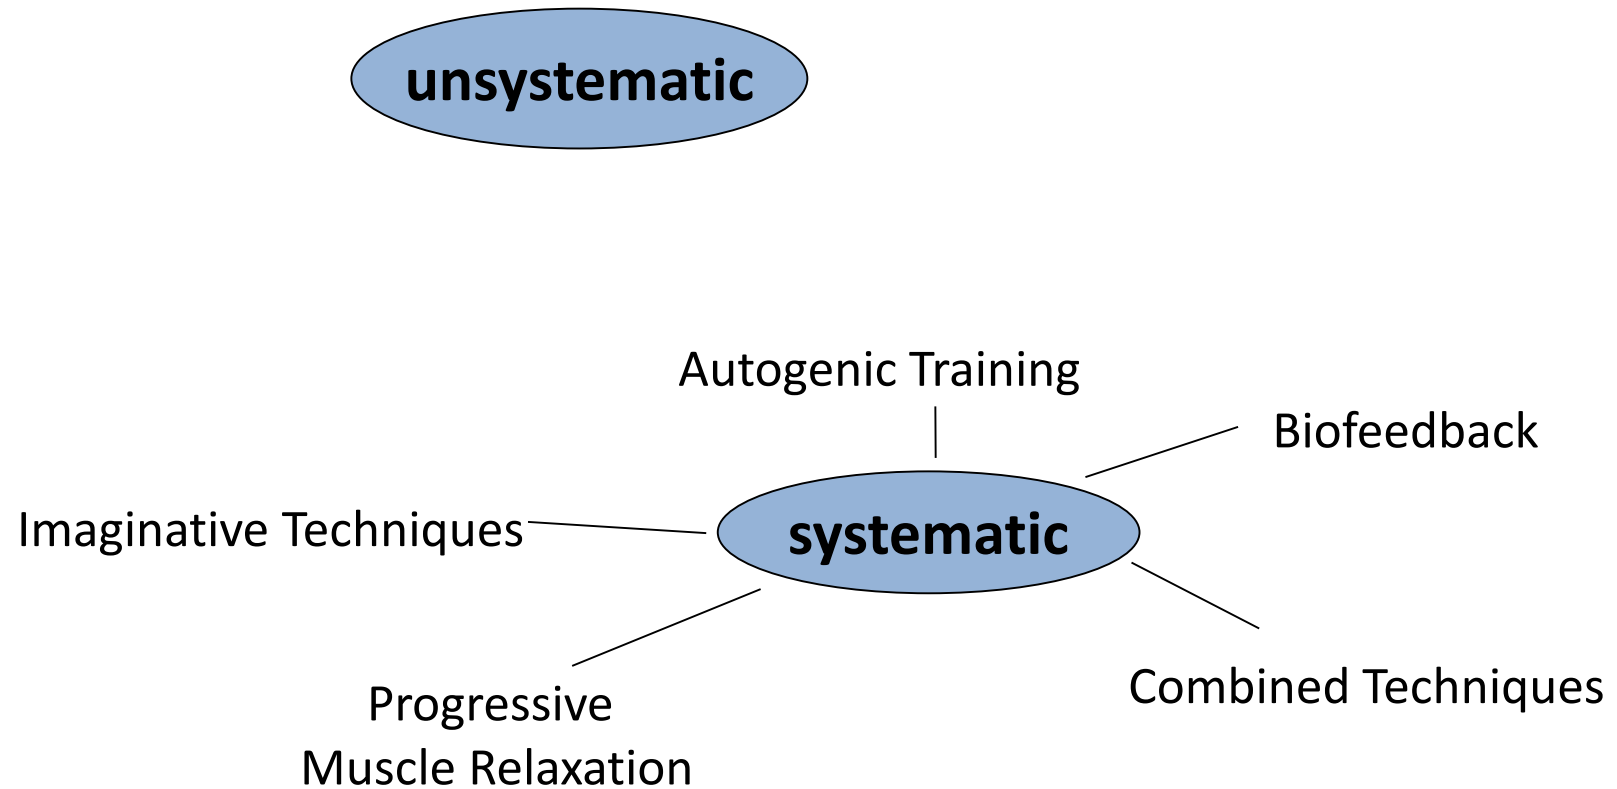 unsystematic
Autogenic Training
Biofeedback
Imaginative Techniques
systematic
Combined Techniques
Progressive
Muscle Relaxation